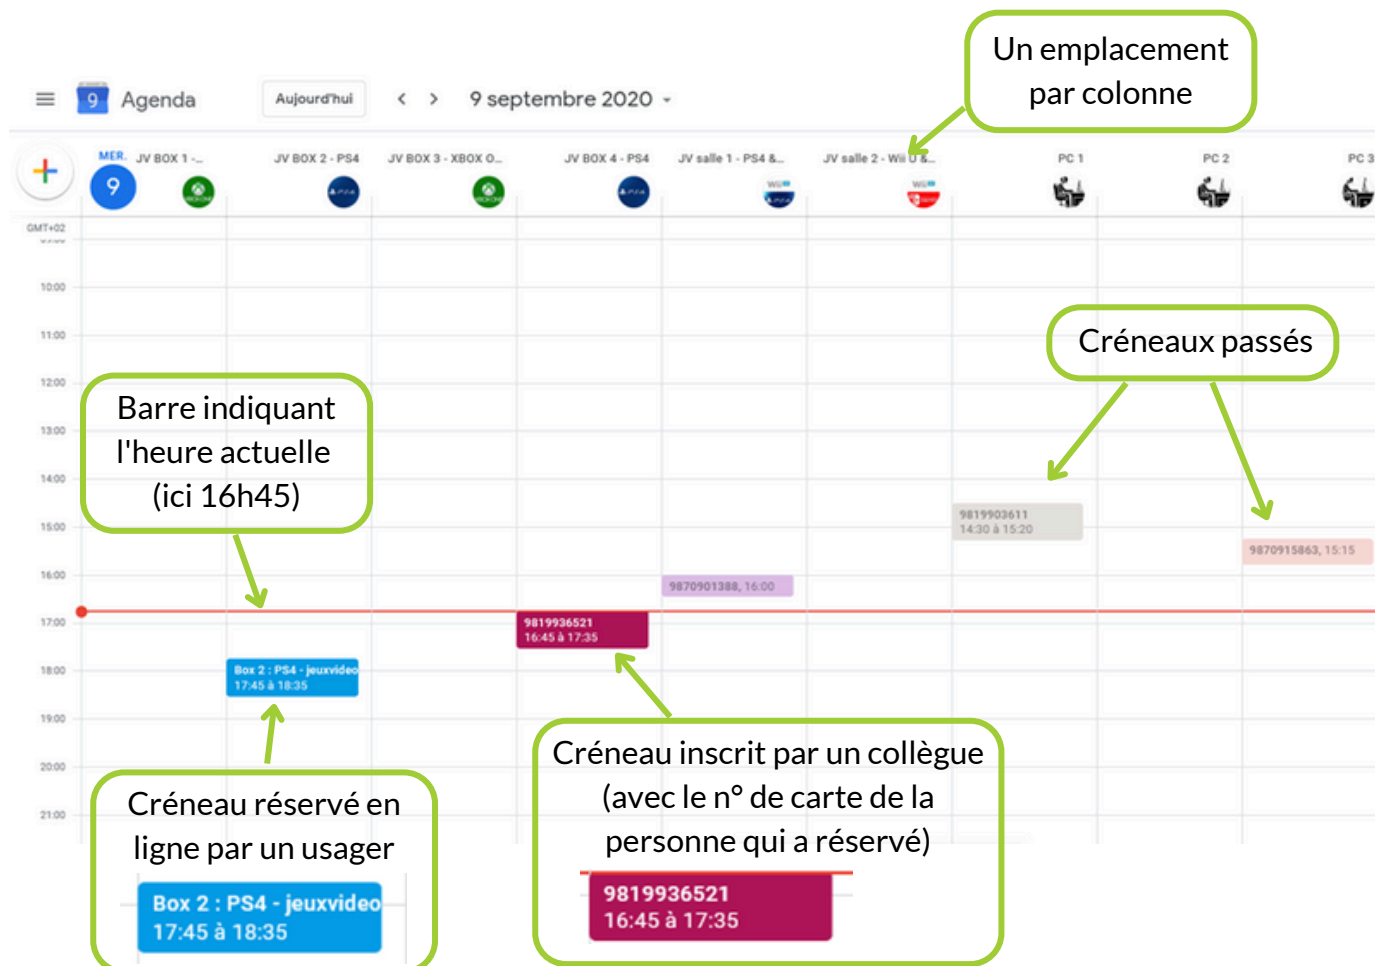 Un emplacement
par colonne
9 Agenda Aujourd'hui 9 septembre 2020
MER. JV BOX 1 -... JV BOX 2 - PS4 JV BOX 3 - XBOX O... JV BOX 4 - PS4 JV salle 1 - PS4 &... JV salle 2 - Wii U &... PC 1 PC 2 PC 3
9
GMT+02
10:00
11:00
Créneaux passés
12:00
Barre indiquant
13:00
l'heure actuelle
14:00
(ici 16h45)
9819903611
15:00
14:30 à 15:20
9870915863, 15:15
16:00
9870901388, 16:00
17:00
9819936521
16:45 à 17:35
18:00
Box 2 : PS4 - jeuxvideo
17:45 à 18:35
19:00
Créneau inscrit par un collègue
20:00
(avec le n° de carte de la
personne qui a réservé)
21:00
Créneau réservé en
ligne par un usager
Box 2 : PS4 - jeuxvideo
17:45 à 18:35
9819936521
16:45 à 17:35